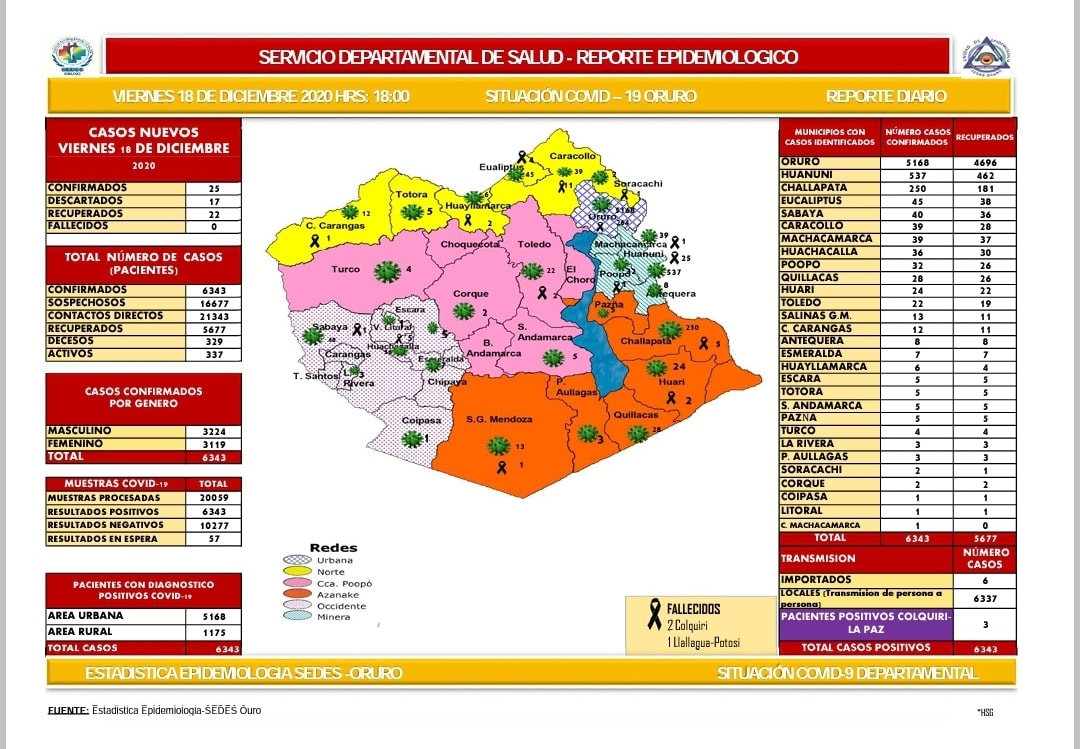 SERVICIO DEPARTAMENTAL DE SALUD - REPORTE EPIDEMIOLOGICO
VIERNES 18 DE DICIEMBRE 2020 HRS: 18:00 SITUACIÓN COVID – 19 ORURO REPORTE DIARIO
CASOS NUEVOS
VIERNES 18 DE DICIEMBRE
2020
CONFIRMADOS 25
DESCARTADOS 17
RECUPERADOS 22
FALLECIDOS 0
TOTAL NÚMERO DE CASOS
(PACIENTES)
CONFIRMADOS 6343
SOSPECHOSOS 16677
CONTACTOS DIRECTOS 21343
RECUPERADOS 5677
DECESOS 329
ACTIVOS 337
CASOS CONFIRMADOS
POR GENERO
MASCULINO 3224
FEMENINO 3119
TOTAL 6343
MUESTRAS COVID-19 TOTAL
MUESTRAS PROCESADAS 20059
RESULTADOS POSITIVOS 6343
RESULTADOS NEGATIVOS 10277
RESULTADOS EN ESPERA 57
PACIENTES CON DIAGNOSTICO
POSITIVOS COVID-19
AREA URBANA 5168
AREA RURAL 1175
TOTAL CASOS 6343
Caracollo
39
11
2
Eualiptus
4
45
Soracachi
1
Totora
5
Huayllamarca
6
2
Oruro
5168
264
C. Carangas
12
1
Choquecota
Toledo
22
2
Machacamarca
39
1
Huanuni
25
537
Turco
4
El
Choro
Poopó
32
1
8
Antequera
Corque
2
Pazña
5
Escara
Sabaya
1
V. Litoral
5
5
Huachacalla
Carangas
Esmeralda
7
S.
Andamarca
5
B.
Andamarca
250
Challapata
5
T. Santos
L.
3
Rivera
Chipaya
24
Huari
2
P.
Aullagas
3
Coipasa
1
S.G. Mendoza
13
1
Quillacas
28
Redes
Urbana
Norte
Cca. Poopó
Azanake
Occidente
Minera
FALLECIDOS
2 Colquiri
1 Llallagua-Potosi
MUNICIPIOS CON CASOS IDENTIFICADOS NÚMERO CASOS CONFIRMADOS RECUPERADOS
ORURO 5168 4696
HUANUNI 537 462
CHALLAPATA 250 181
EUCALIPTUS 45 38
SABAYA 40 36
CARACOLLO 39 28
MACHACAMARCA 39 37
HUACHACALLA 36 30
POOPO 32 26
QUILLACAS 28 26
HUARI 24 22
TOLEDO 22 19
SALINAS G.M. 13 11
C. CARANGAS 12 11
ANTEQUERA 8 8
ESMERALDA 7 7
HUAYLLAMARCA 6 4
ESCARA 5 5
TOTORA 5 5
S. ANDAMARCA 5 5
PAZNA 5 5
TURCO 4 4
LA RIVERA 3 3
P. AULLAGAS 3 3
SORACACHI 2 1
CORQUE 2 2
COIPASA 1 1
LITORAL 1 1
C. MACHACAMARCA 1 0
TOTAL 6343 5677
TRANSMISION NÚMERO CASOS
IMPORTADOS 6
LOCALES (Transmision de persona a persona) 6337
PACIENTES POSITIVOS COLQUIRI-LA PAZ 3
TOTAL CASOS POSITIVOS 6343
ESTADISTICA EPIDEMIOLOGIA SEDES -ORURO SITUACIÓN COVID-9 DEPARTAMENTAL
FUENTE: Estadística Epidemiología-SEDES Ouro
*HSG